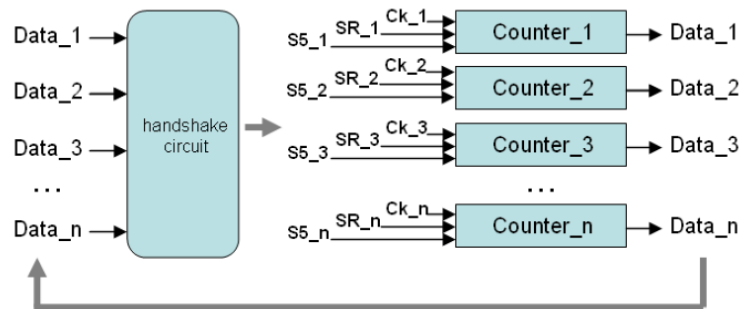 Data_1
Data_2
Data_3
...
Data_n
handshake
circuit
S5_1 SR_1 Ck_1 Counter_1 Data_1
S5_2 SR_2 Ck_2 Counter_2 Data_2
S5_3 SR_3 Ck_3 Counter_3 Data_3
...
S5_n SR_n Ck_n Counter_n Data_n